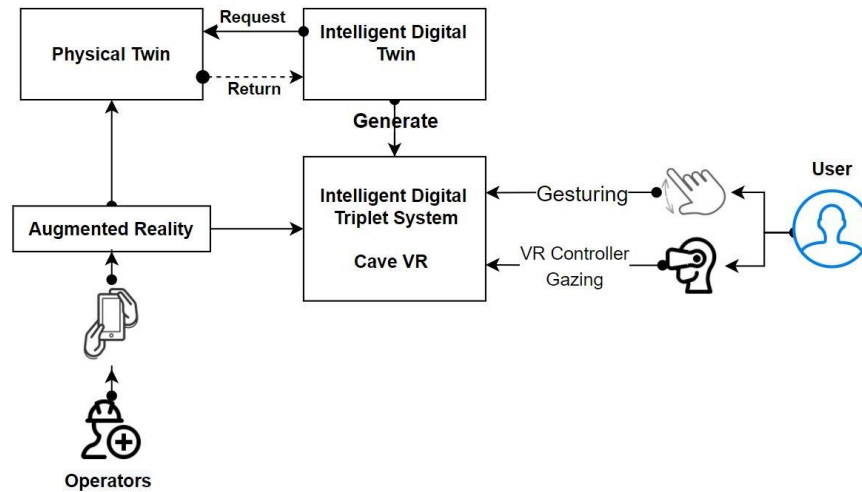 Request
Physical Twin
Intelligent Digital
Twin
Return
Generate
Intelligent Digital
Triplet System
Cave VR
Gesturing
User
Augmented Reality
VR Controller
Gazing
Operators